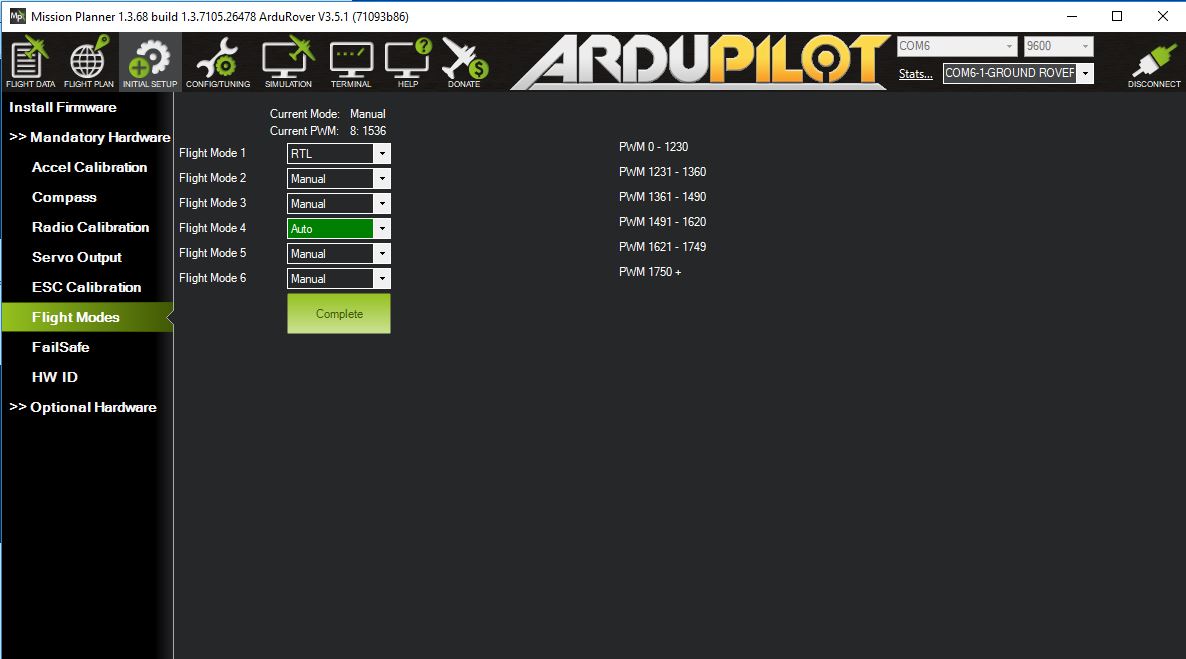 Mission Planner 1.3.68 build 1.3.7105.26478 ArduRover V3.5.1 (71093b86)
FLIGHT DATA FLIGHT PLAN INITIAL SETUP CONFIG/TUNING SIMULATION TERMINAL HELP DONATE
ARDUPILOT
COM6 9600
Stats... COM6-1-GROUND ROVER
DISCONNECT
Install Firmware
>> Mandatory Hardware
Accel Calibration
Compass
Radio Calibration
Servo Output
ESC Calibration
Flight Modes
FailSafe
HW ID
>> Optional Hardware
Current Mode: Manual
Current PWM: 8: 1536
Flight Mode 1 RTL PWM 0 - 1230
Flight Mode 2 Manual PWM 1231 - 1360
Flight Mode 3 Manual PWM 1361 - 1490
Flight Mode 4 Auto PWM 1491 - 1620
Flight Mode 5 Manual PWM 1621 - 1749
Flight Mode 6 Manual PWM 1750 +
Complete